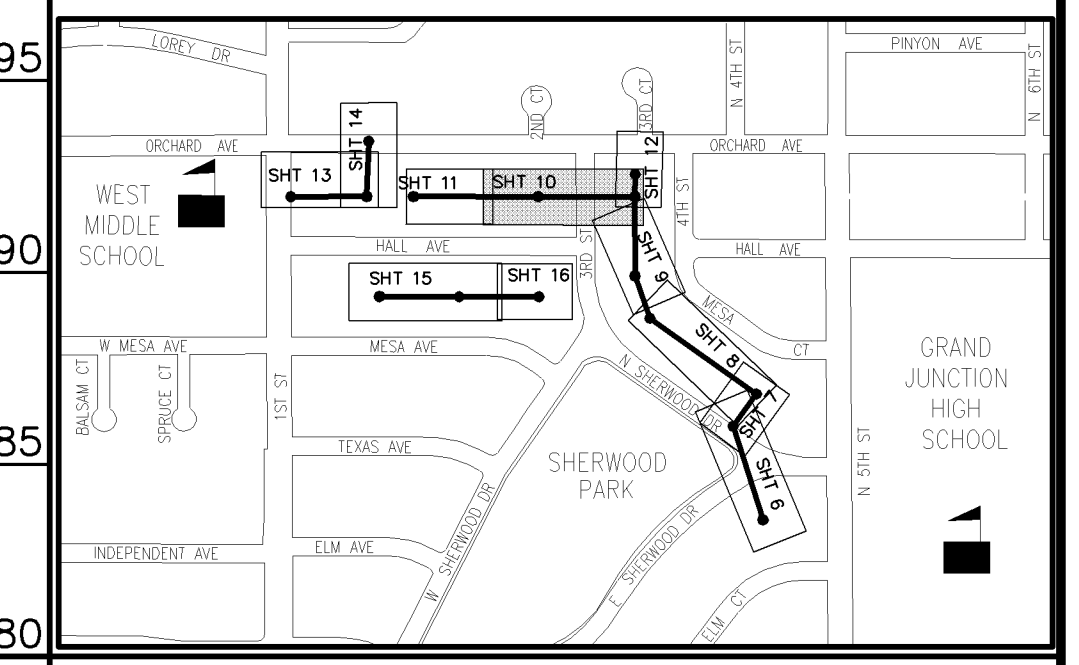 95
90
85
80
LOREY DR
PINYON AVE
N 4TH ST
N 6TH ST
2ND CT
3RD CT
ORCHARD AVE
ORCHARD AVE
SHT 14
SHT 13
SHT 11
SHT 10
SHT 12
4TH ST
WEST
MIDDLE
SCHOOL
HALL AVE
3RD ST
SHT 9
HALL AVE
SHT 15
SHT 16
MESA
CT
W MESA AVE
MESA AVE
SHT 8
BALSAM CT
SPRUCE CT
1ST ST
N SHERWOOD DR
SHT 7
GRAND
JUNCTION
HIGH
SCHOOL
TEXAS AVE
SHERWOOD
PARK
SHT 6
N 5TH ST
W SHERWOOD DR
E SHERWOOD DR
INDEPENDENT AVE
ELM AVE
ELM CT